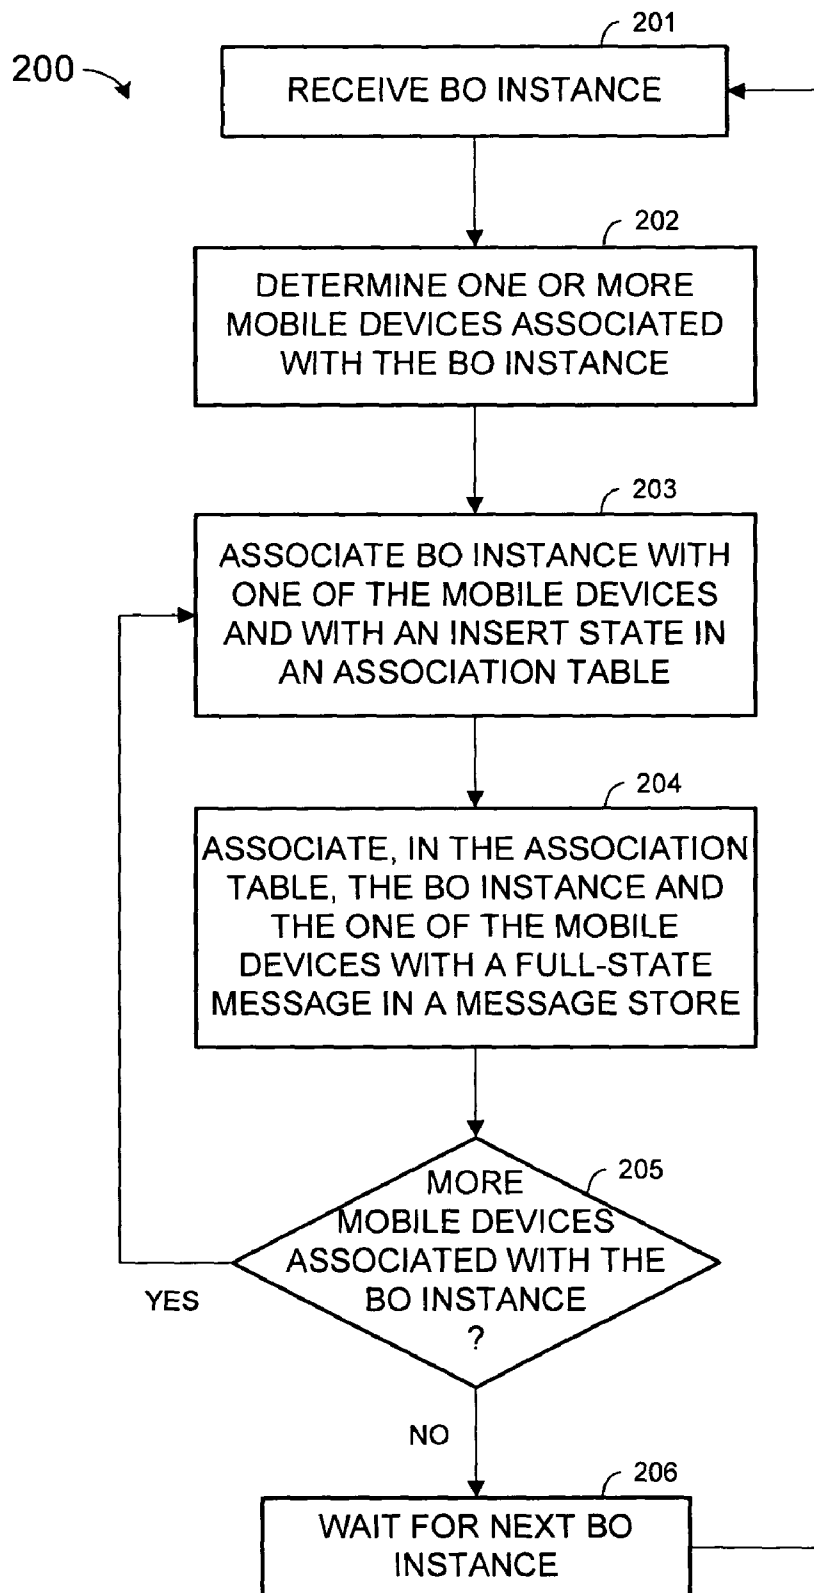 201
200
RECEIVE BO INSTANCE
202
DETERMINE ONE OR MORE
MOBILE DEVICES ASSOCIATED
WITH THE BO INSTANCE
203
ASSOCIATE BO INSTANCE WITH
ONE OF THE MOBILE DEVICES
AND WITH AN INSERT STATE IN
AN ASSOCIATION TABLE
204
ASSOCIATE, IN THE ASSOCIATION
TABLE, THE BO INSTANCE AND
THE ONE OF THE MOBILE
DEVICES WITH A FULL-STATE
MESSAGE IN A MESSAGE STORE
205
MORE
MOBILE DEVICES
ASSOCIATED WITH THE
BO INSTANCE
?
YES
NO
206
WAIT FOR NEXT BO
INSTANCE